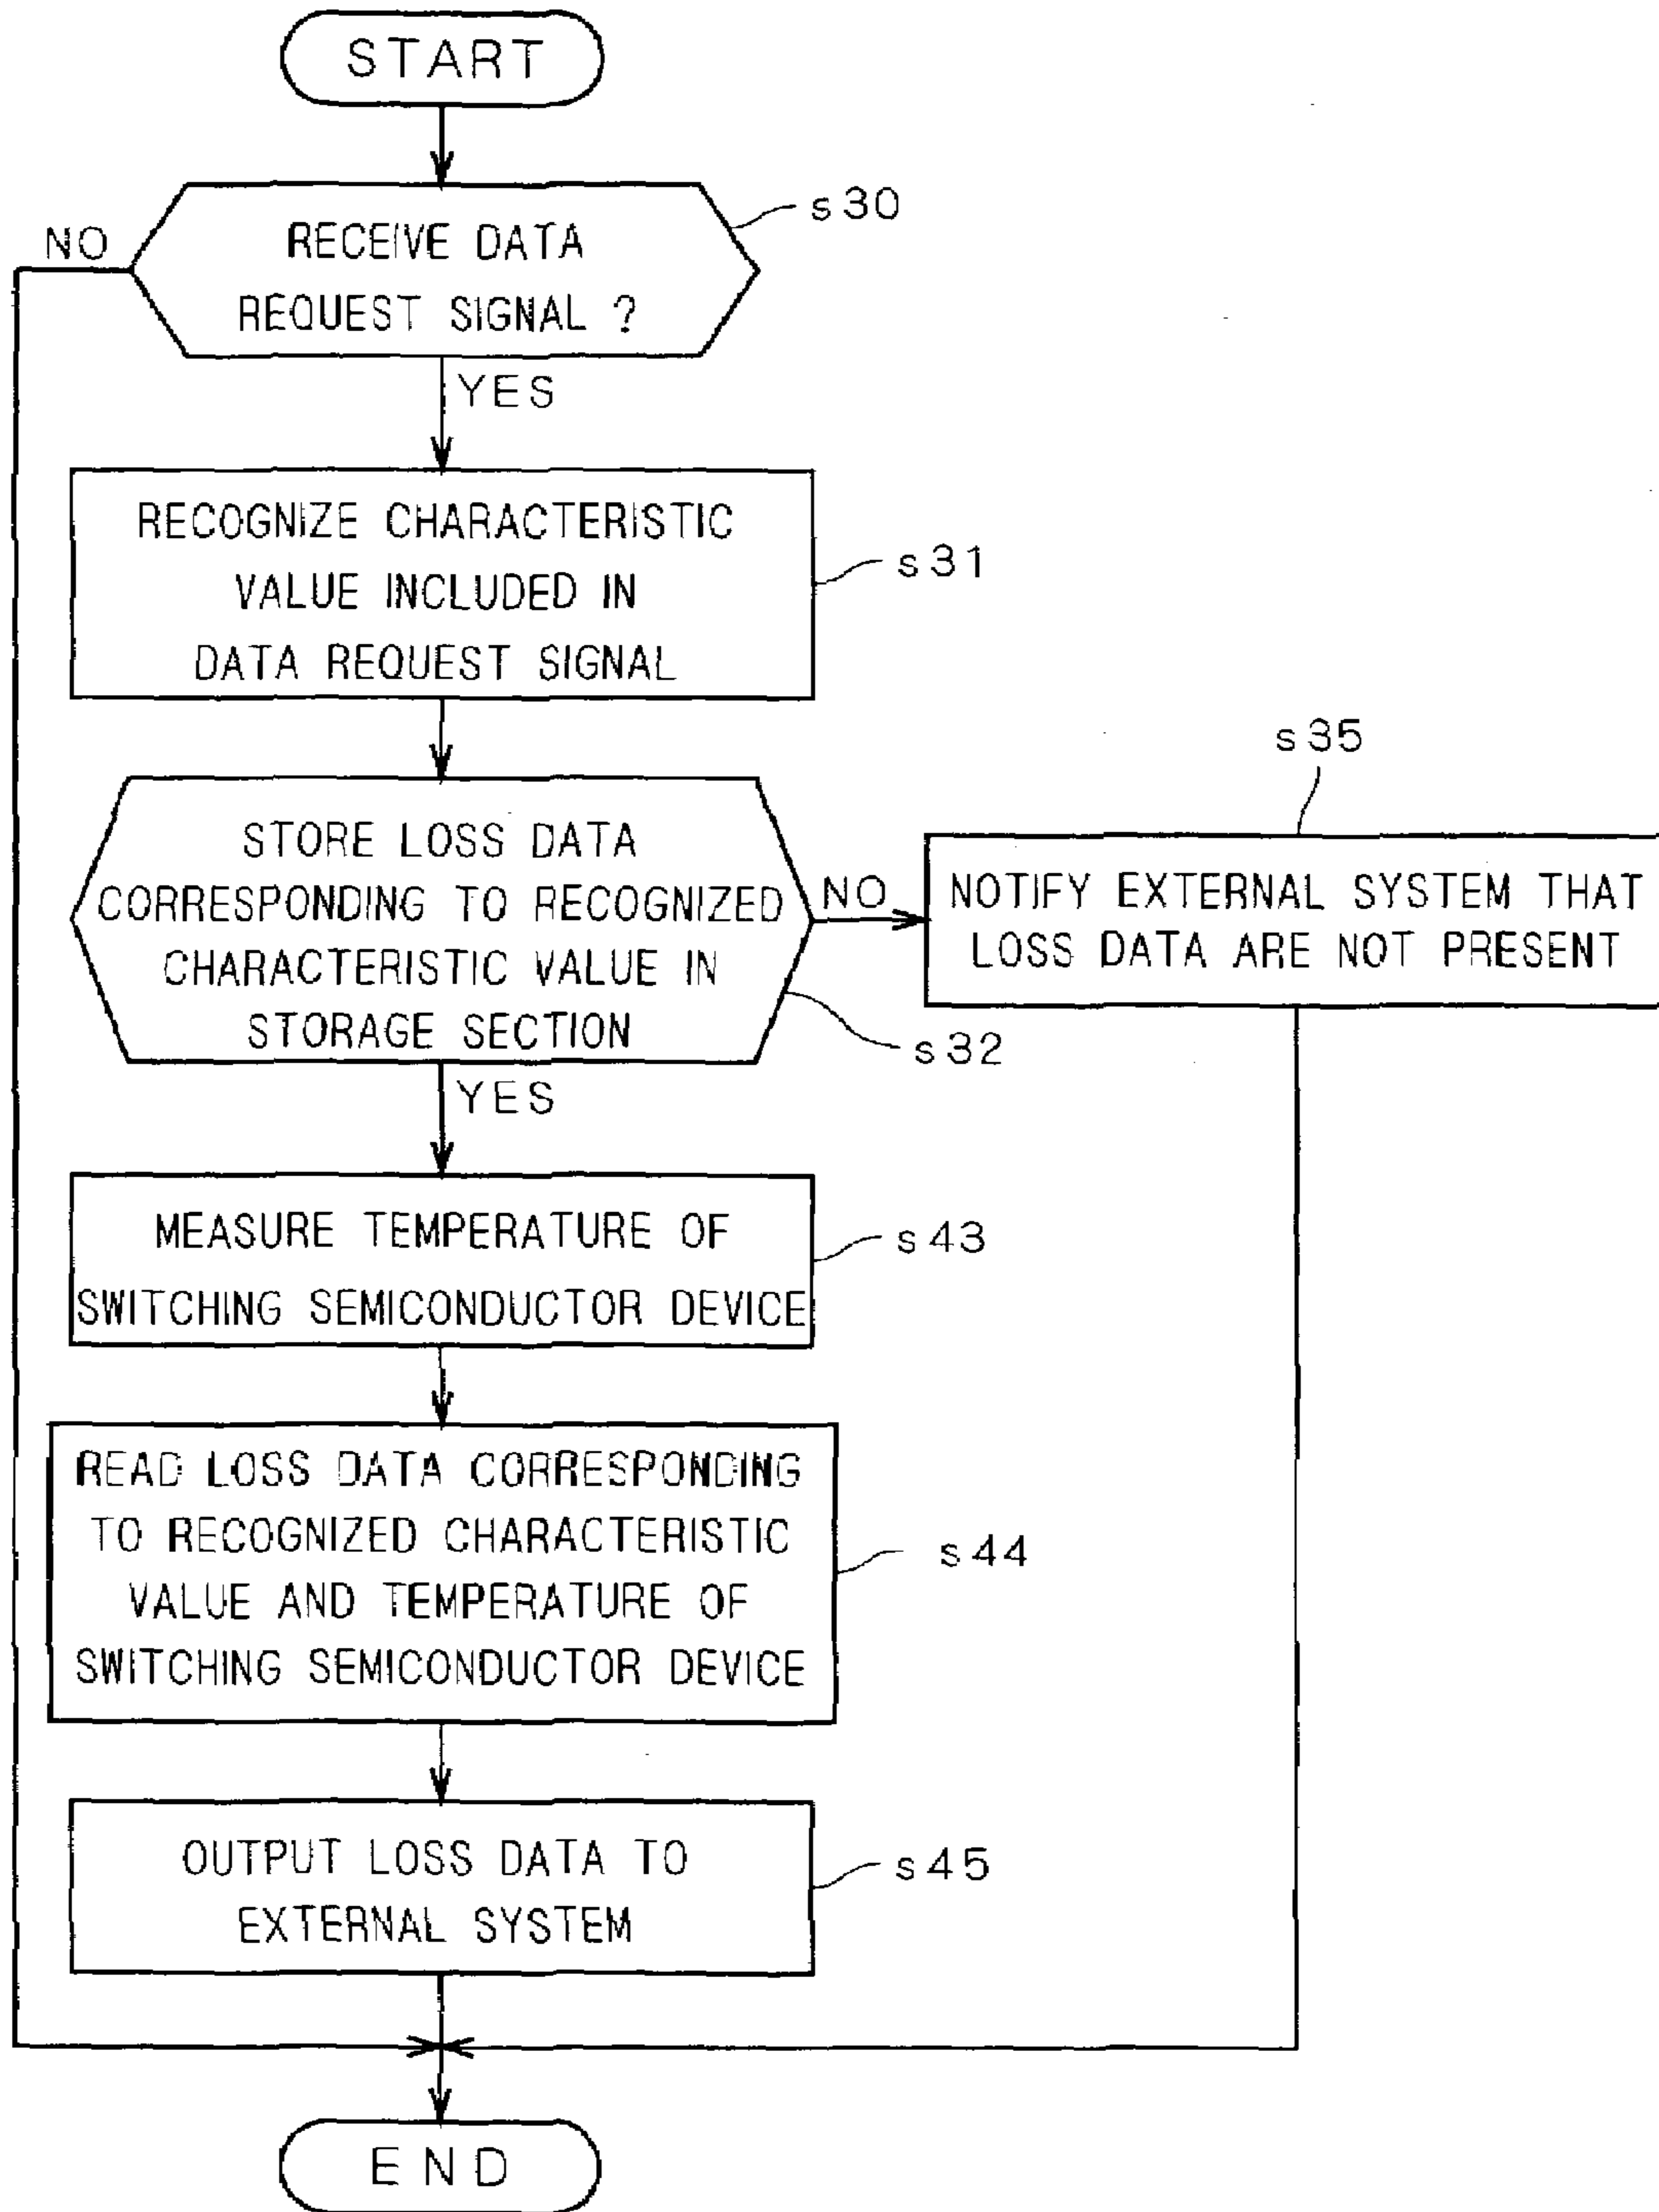 START
RECEIVE DATA
REQUEST SIGNAL ?
s30
NO
YES
RECOGNIZE CHARACTERISTIC
VALUE INCLUDED IN
DATA REQUEST SIGNAL
s31
STORE LOSS DATA
CORRESPONDING TO RECOGNIZED
CHARACTERISTIC VALUE IN
STORAGE SECTION
s32
NO
s35
NOTIFY EXTERNAL SYSTEM THAT
LOSS DATA ARE NOT PRESENT
YES
MEASURE TEMPERATURE OF
SWITCHING SEMICONDUCTOR DEVICE
s43
READ LOSS DATA CORRESPONDING
TO RECOGNIZED CHARACTERISTIC
VALUE AND TEMPERATURE OF
SWITCHING SEMICONDUCTOR DEVICE
s44
OUTPUT LOSS DATA TO
EXTERNAL SYSTEM
s45
END